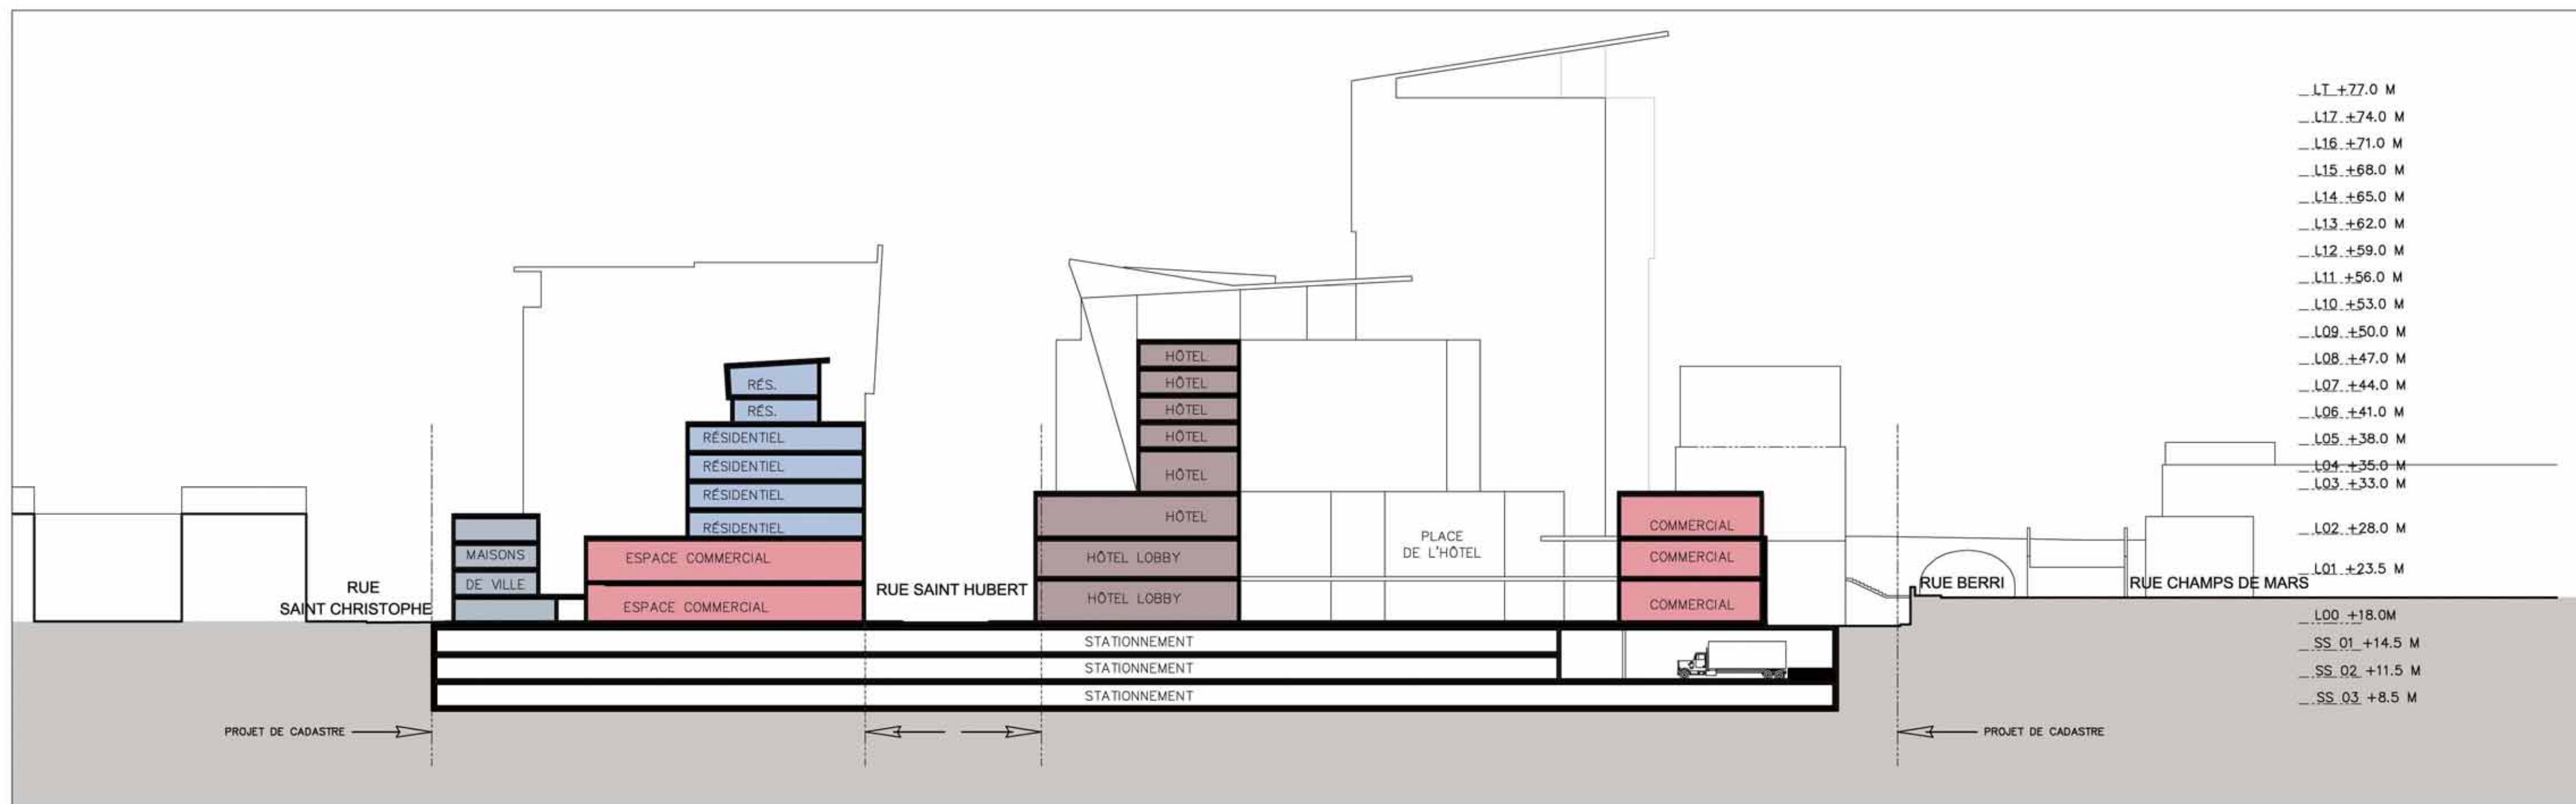 LT +77.0 M
L17 +74.0 M
L16 +71.0 M
L15 +68.0 M
L14 +65.0 M
L13 +62.0 M
L12 +59.0 M
L11 +56.0 M
L10 +53.0 M
L09 +50.0 M
L08 +47.0 M
L07 +44.0 M
L06 +41.0 M
L05 +38.0 M
L04 +35.0 M
L03 +33.0 M
L02 +28.0 M
L01 +23.5 M
L00 +18.0M
SS 01 +14.5 M
SS 02 +11.5 M
SS 03 +8.5 M
RUE
SAINT CHRISTOPHE
MAISONS
DE VILLE
RÉS.
RÉS.
RÉSIDENTIEL
RÉSIDENTIEL
RÉSIDENTIEL
RÉSIDENTIEL
ESPACE COMMERCIAL
ESPACE COMMERCIAL
RUE SAINT HUBERT
HÔTEL
HÔTEL
HÔTEL
HÔTEL
HÔTEL
HÔTEL
HÔTEL LOBBY
HÔTEL LOBBY
PLACE
DE L'HÔTEL
COMMERCIAL
COMMERCIAL
COMMERCIAL
RUE BERRI
RUE CHAMPS DE MARS
STATIONNEMENT
STATIONNEMENT
STATIONNEMENT
PROJET DE CADASTRE
PROJET DE CADASTRE